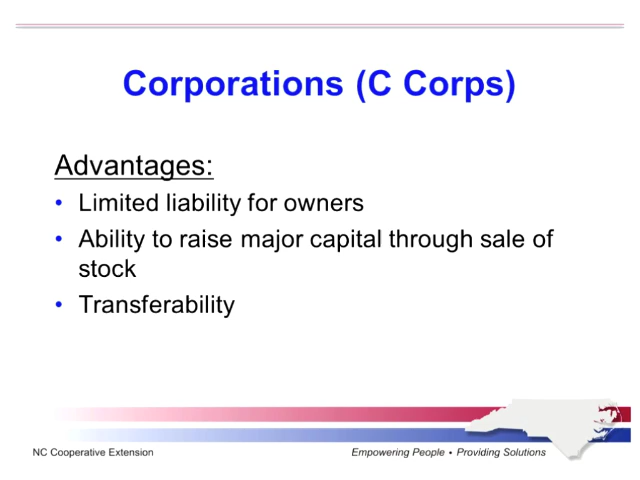 Corporations (C Corps)
Advantages:
• Limited liability for owners
• Ability to raise major capital through sale of
stock
• Transferability
NC Cooperative Extension
Empowering People • Providing Solutions